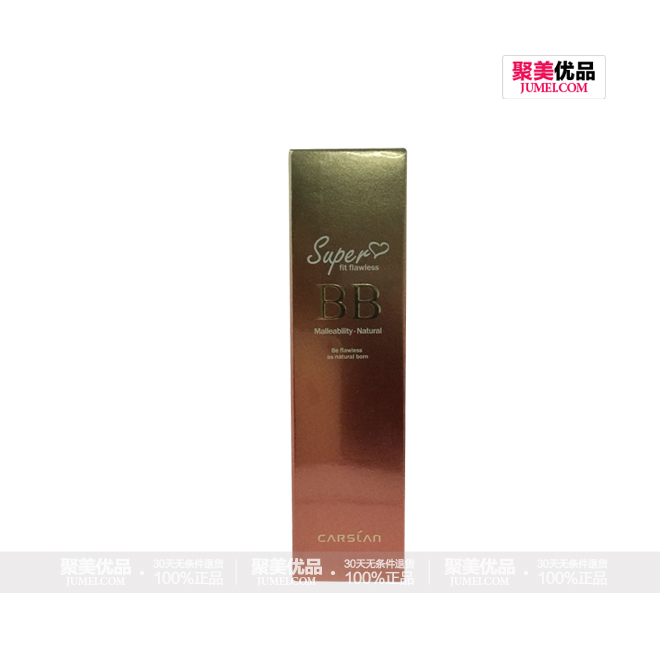 聚美优品
JUMEI.COM
Super
fit flawless
BB
Malleability·Natural
Be flawless
as natural born
CARSLAN
聚美优品 JUMEI.COM · 30天无条件退货 100%正品
聚美优品 JUMEI.COM · 30天无条件退货 100%正品
聚美优品 JUMEI.COM · 30天无条件退货 100%正品